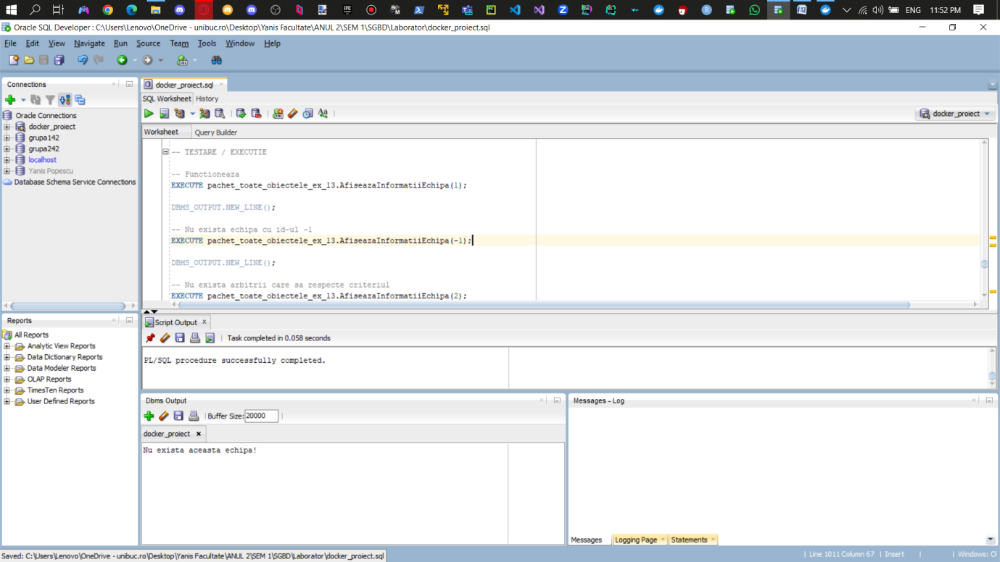 ENG
11:52 PM
Oracle SQL Developer : C:\Users\Lenovo\OneDrive - unibuc.ro\Desktop\Yanis Facultate\ANUL 2\SEM 1\SGBD\Laborator\docker_proiect.sql
File Edit View Navigate Run Source Team Tools Window Help
Connections
docker_proiect.sql
SQL Worksheet History
docker_proiect
Worksheet Query Builder
Oracle Connections
docker_proiect
grupa142
grupa242
localhost
Yanis Popescu
Database Schema Service Connections
-- TESTARE / EXECUTIE
-- Functioneaza
EXECUTE pachet_toate_obiectele_ex_13.AfiseazaInformatiiEchipa(1);
DBMS_OUTPUT.NEW_LINE();
-- Nu exista echipa cu id-ul -1
EXECUTE pachet_toate_obiectele_ex_13.AfiseazaInformatiiEchipa(-1);
DBMS_OUTPUT.NEW_LINE();
-- Nu exista arbitrii care sa respecte criteriul
EXECUTE pachet_toate_obiectele_ex_13.AfiseazaInformatiiEchipa(2);
Reports
All Reports
Analytic View Reports
Data Dictionary Reports
Data Modeler Reports
OLAP Reports
TimesTen Reports
User Defined Reports
Script Output
Task completed in 0.058 seconds
PL/SQL procedure successfully completed.
Dbms Output
Buffer Size: 20000
docker_proiect
Nu exista aceasta echipa!
Messages - Log
Messages Logging Page Statements
Saved: C:\Users\Lenovo\OneDrive - unibuc.ro\Desktop\Yanis Facultate\ANUL 2\SEM 1\SGBD\Laborator\docker_proiect.sql
Line 1011 Column 67 | Insert | Windows: C